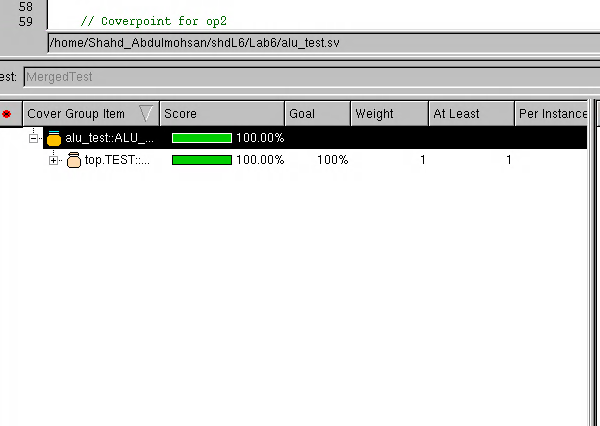 58
59 // Coverpoint for op2
/home/Shahd_Abdulmohsan/shdL6/Lab6/alu_test.sv
est: MergedTest
Cover Group Item Score Goal Weight At Least Per Instance
alu_test::ALU_... 100.00%
top.TEST::... 100.00% 100% 1 1